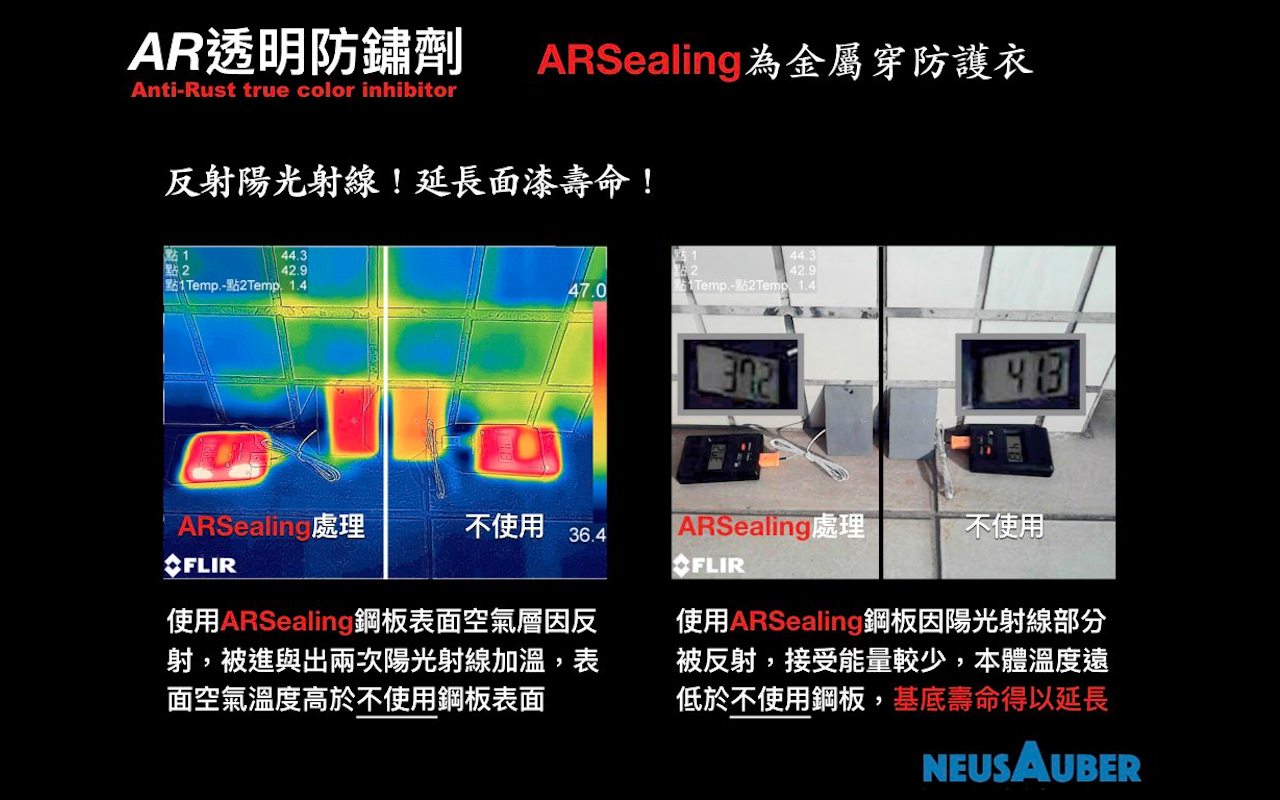 AR透明防鏽劑
Anti-Rust true color inhibitor
ARSealing為金屬穿防護衣
反射陽光射線！延長面漆壽命！
點 1 44.3
點 2 42.9
點1Temp.-點2Temp. 1.4
47.0
ARSealing處理
不使用
36.4
FLIR
點 1 44.3
點 2 42.9
點1Temp.-點2Temp. 1.4
37.2
41.3
ARSealing處理
不使用
FLIR
使用ARSealing鋼板表面空氣層因反
射，被進與出兩次陽光射線加溫，表
面空氣溫度高於不使用鋼板表面
使用ARSealing鋼板因陽光射線部分
被反射，接受能量較少，本體溫度遠
低於不使用鋼板，基底壽命得以延長
NEUSAUBER